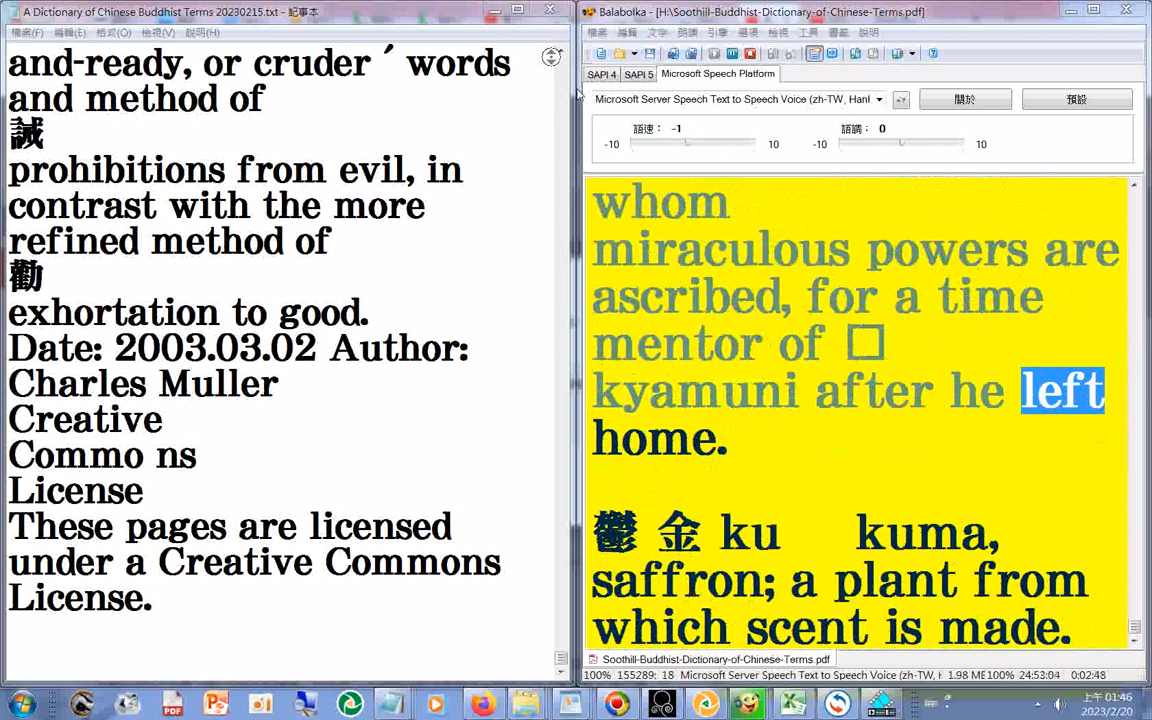 A Dictionary of Chinese Buddhist Terms 20230215.txt - 記事本
檔案(F) 編輯(E) 格式(O) 檢視(V) 說明(H)
and-ready, or cruder ´ words
and method of
誡
prohibitions from evil, in
contrast with the more
refined method of
勸
exhortation to good.
Date: 2003.03.02 Author:
Charles Muller
Creative
Commo ns
License
These pages are licensed
under a Creative Commons
License.
Balabolka - [H:\Soothill-Buddhist-Dictionary-of-Chinese-Terms.pdf]
檔案 編輯 文字 朗讀 引擎 選項 檢視 工具 書籤 說明
SAPI 4 SAPI 5 Microsoft Speech Platform
Microsoft Server Speech Text to Speech Voice (zh-TW, Hanl 關於 預設
語速： -1 語調： 0
-10 10 -10 10
whom
miraculous powers are
ascribed, for a time
mentor of □
kyamuni after he left
home.
鬱 金 ku kuma,
saffron; a plant from
which scent is made.
Soothill-Buddhist-Dictionary-of-Chinese-Terms.pdf
100% 155289: 18 Microsoft Server Speech Text to Speech Voice (zh-TW, H 1.98 ME 100% 24:53:04 0:02:48
上午 01:46
2023/2/20